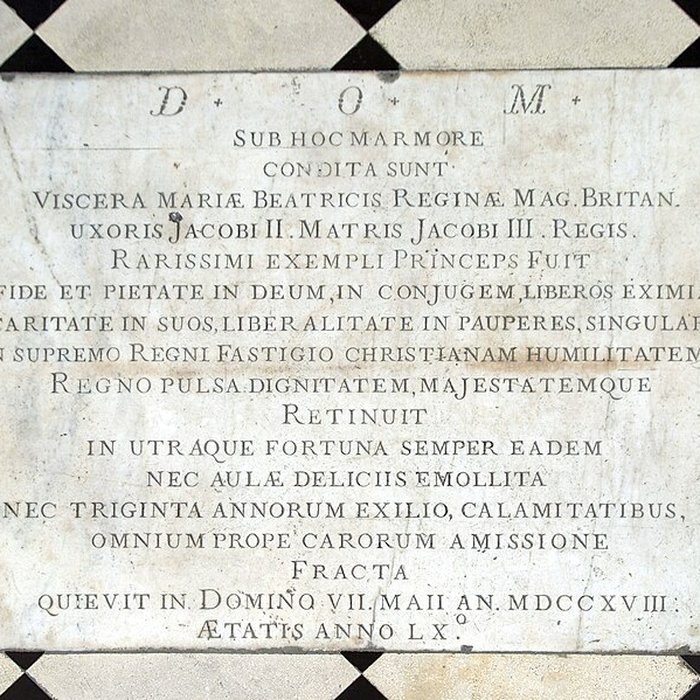 D + O + M +
SUB HOC MARMORE
CONDITA SUNT
VISCERA MARIÆ BEATRICIS REGINÆ MAG. BRITAN.
UXORIS JACOBI II. MATRIS JACOBI III. REGIS.
RARISSIMI EXEMPLI PRINCEPS FUIT
FIDE ET PIETATE IN DEUM, IN CONJUGEM, LIBEROS EXIMI
CARITATE IN SUOS, LIBERALITATE IN PAUPERES, SINGULAR
N SUPREMO REGNI FASTIGIO CHRISTIANAM HUMILITATEM
REGNO PULSA DIGNITATEM, MAJESTATEMQUE
RETINUIT
IN UTRAQUE FORTUNA SEMPER EADEM
NEC AULÆ DELICIIS EMOLLITA
NEC TRIGINTA ANNORUM EXILIO, CALAMITATIBUS,
OMNIUM PROPE CARORUM AMISSIONE
FRACTA
QUIEVIT IN DOMINO VII. MAII AN. MDCCXVIII.
ÆTATIS ANNO LX.º